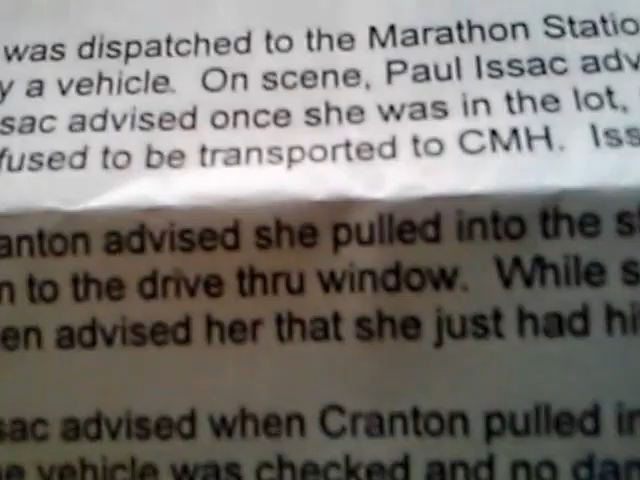 was dispatched to the Marathon Statio
y a vehicle. On scene, Paul Issac adv
sac advised once she was in the lot,
fused to be transported to CMH. Iss
anton advised she pulled into the s
n to the drive thru window. While s
en advised her that she just had hi
sac advised when Cranton pulled in
e vehicle was checked and no dam